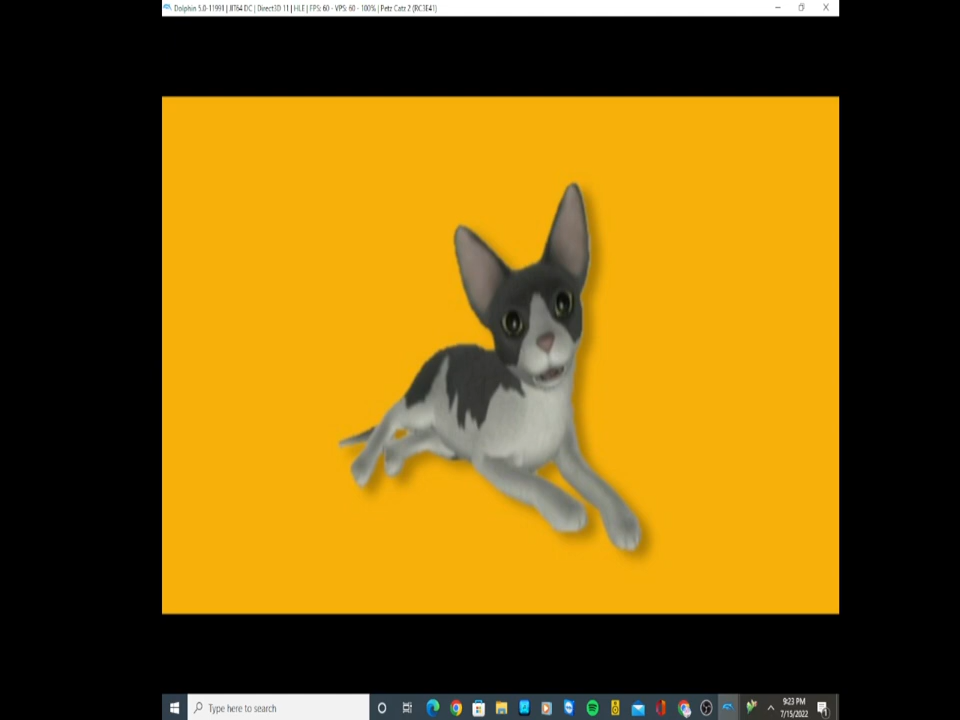 Dolphin 5.0-11991 | JIT64 DC | Direct3D 11 | HLE | FPS: 60 - VPS: 60 - 100% | Petz Catz 2 (RC3E41)
Type here to search
9:23 PM
7/15/2022